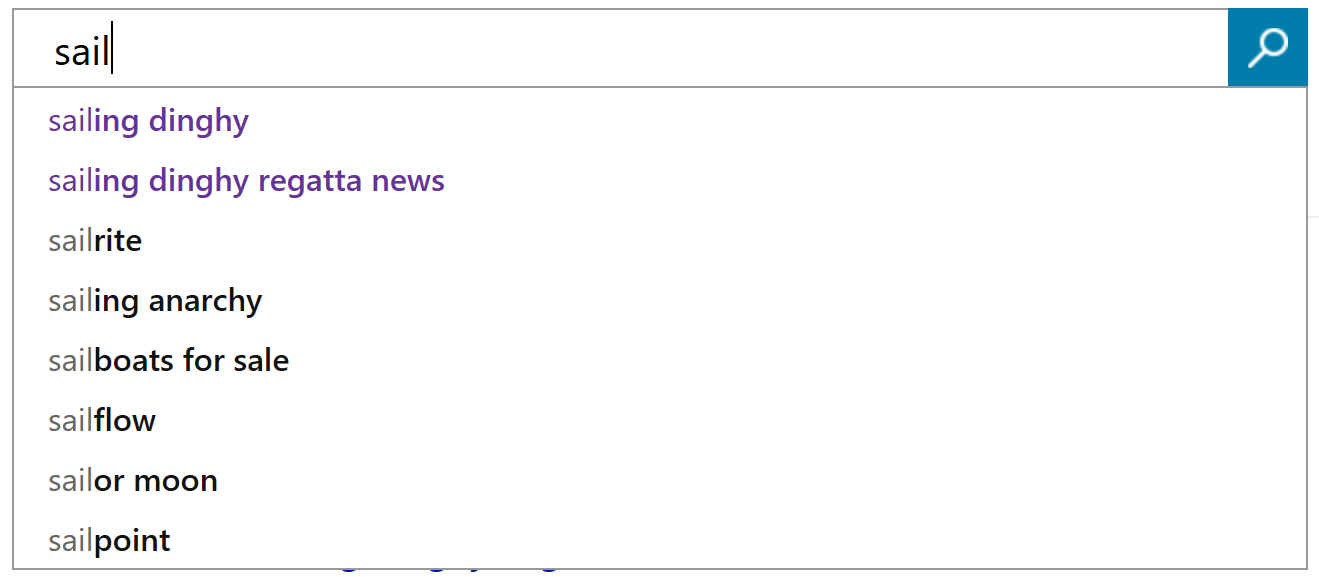 sail
sailing dinghy
sailing dinghy regatta news
sailrite
sailing anarchy
sailboats for sale
sailflow
sailor moon
sailpoint